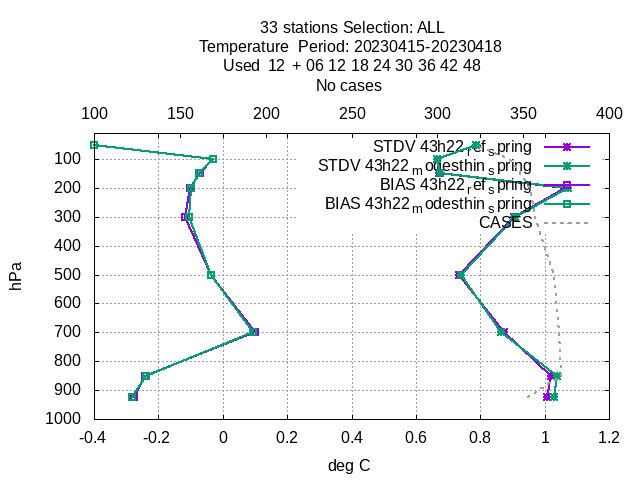 33 stations Selection: ALL
Temperature  Period: 20230415-20230418
Used  12  + 06 12 18 24 30 36 42 48
No cases
100 150 200 250 300 350 400
STDV 43h22_ref_spring
STDV 43h22_modesthin_spring
BIAS 43h22_ref_spring
BIAS 43h22_modesthin_spring
CASES
100
200
300
400
500
600
700
800
900
1000
hPa
-0.4 -0.2 0 0.2 0.4 0.6 0.8 1 1.2
deg C